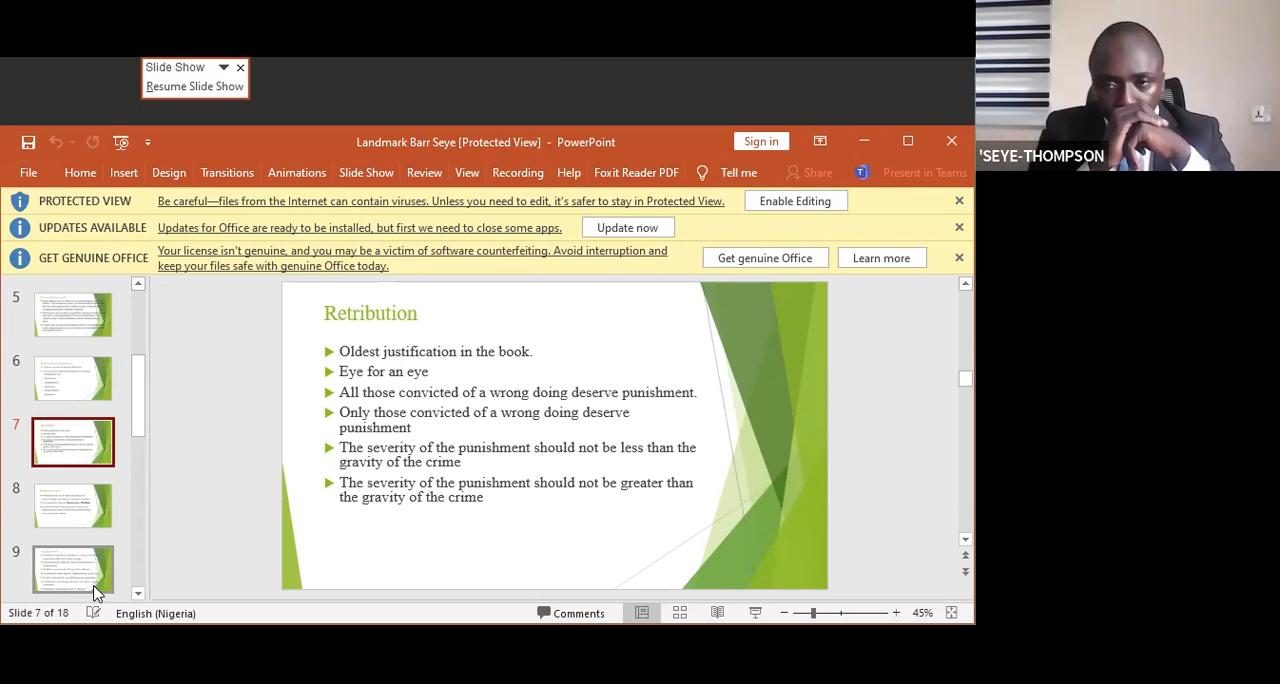 Slide Show
Resume Slide Show
'SEYE-THOMPSON
Landmark Barr Seye [Protected View] - PowerPoint
Sign in
File Home Insert Design Transitions Animations Slide Show Review View Recording Help Foxit Reader PDF Tell me Share Present in Teams
PROTECTED VIEW Be careful—files from the Internet can contain viruses. Unless you need to edit, it's safer to stay in Protected View. Enable Editing
UPDATES AVAILABLE Updates for Office are ready to be installed, but first we need to close some apps. Update now
GET GENUINE OFFICE Your license isn't genuine, and you may be a victim of software counterfeiting. Avoid interruption and
keep your files safe with genuine Office today. Get genuine Office Learn more
5
6
7
8
9
Retribution
Oldest justification in the book.
Eye for an eye
All those convicted of a wrong doing deserve punishment.
Only those convicted of a wrong doing deserve
punishment
The severity of the punishment should not be less than the
gravity of the crime
The severity of the punishment should not be greater than
the gravity of the crime
Slide 7 of 18 English (Nigeria) Comments 45%